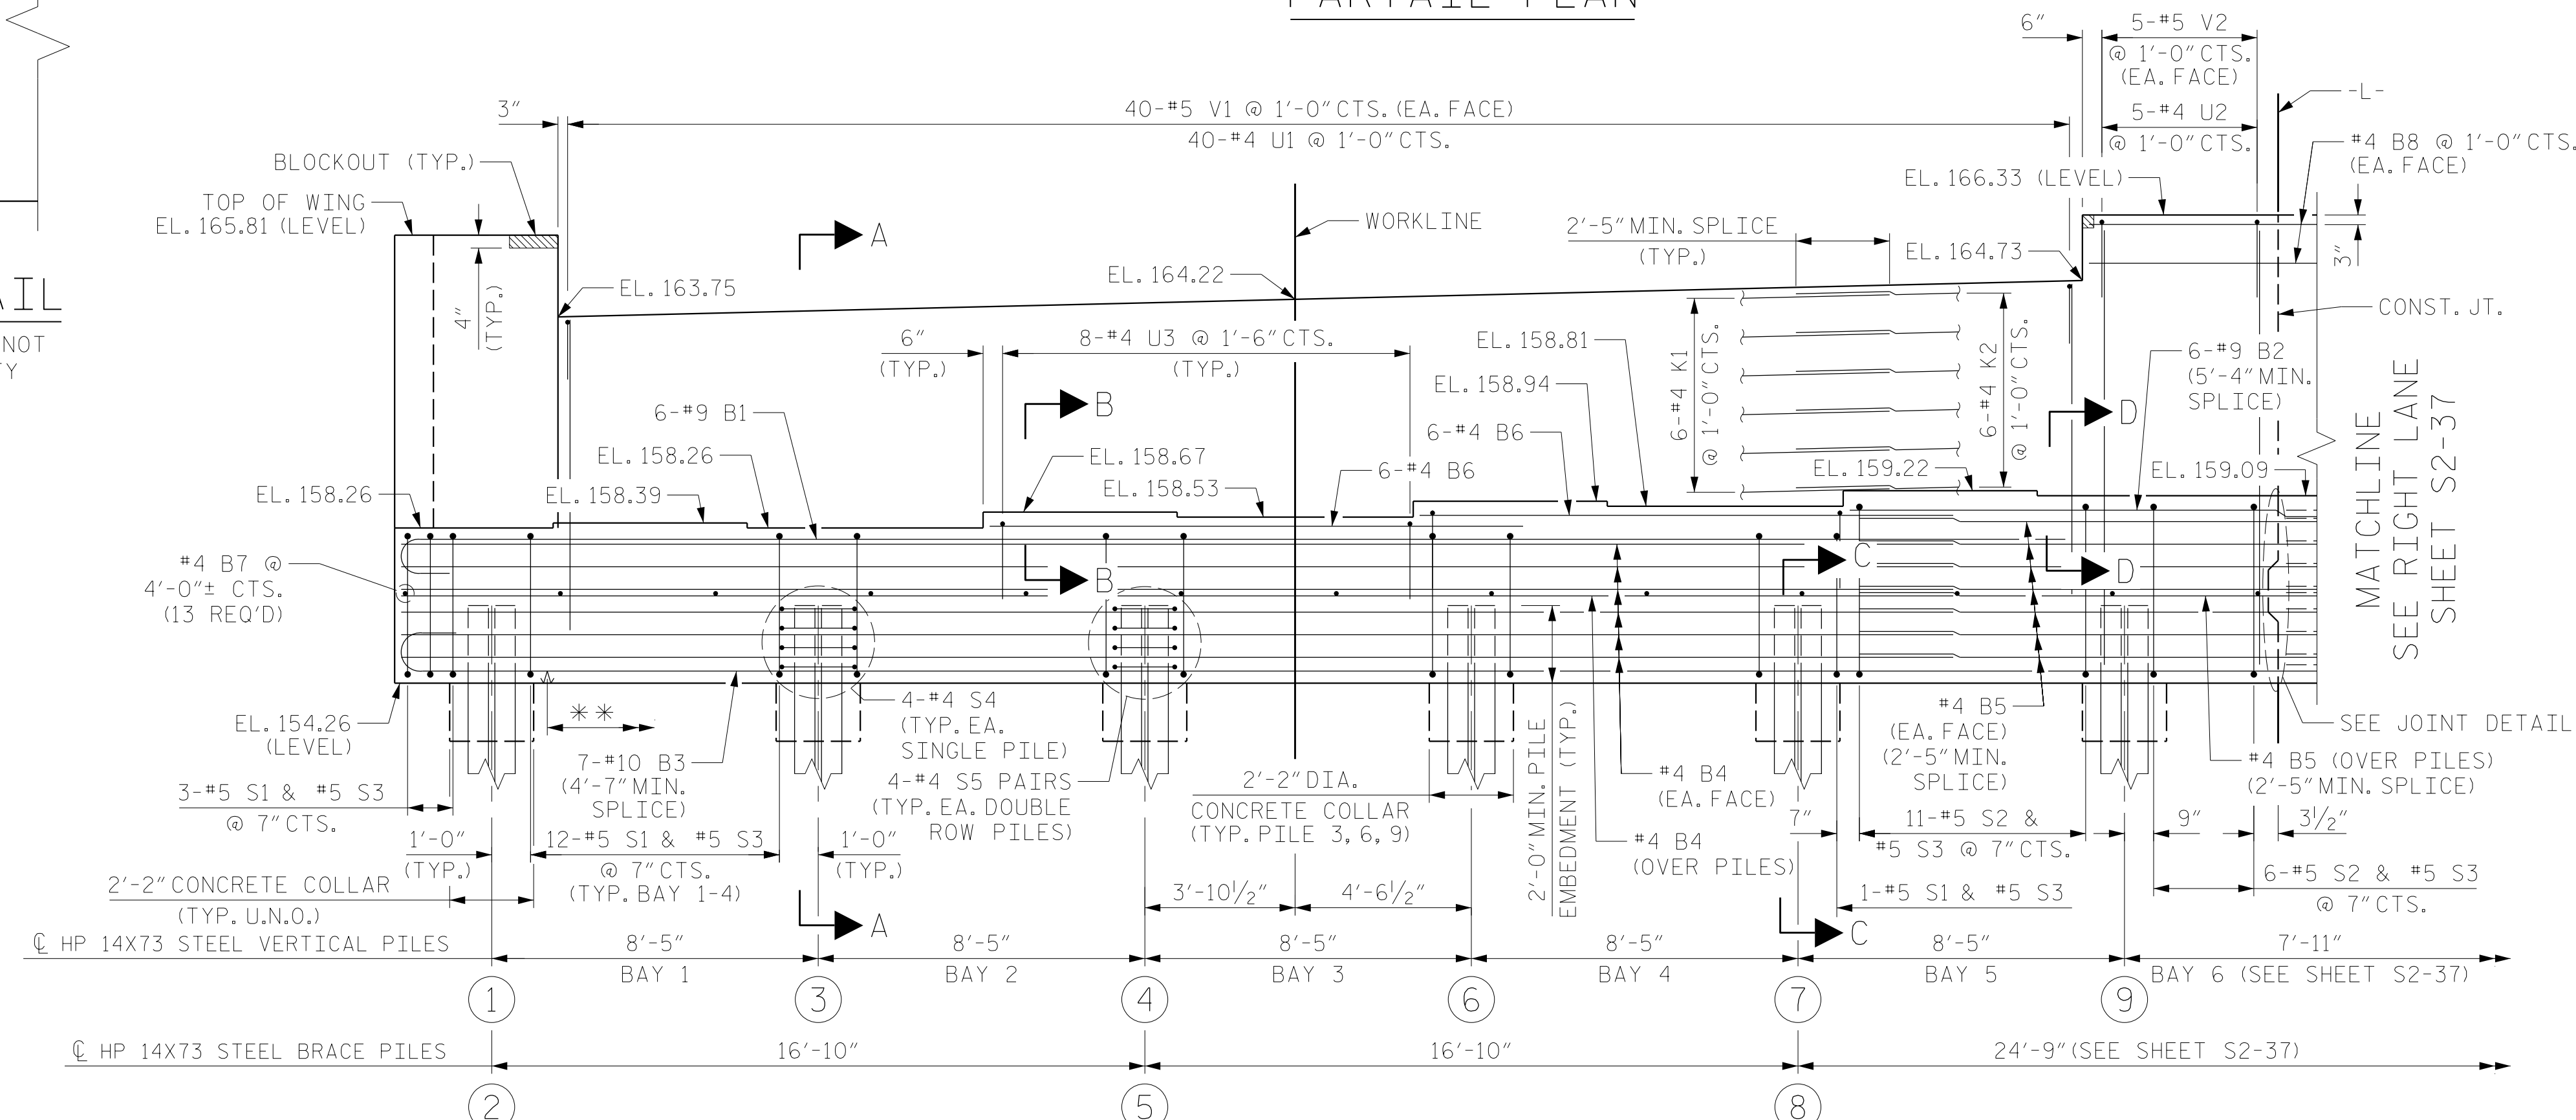 PARTAIL PLAN
6" 5-#5 V2
@ 1'-0" CTS.
(EA. FACE)
-L-
3" 40-#5 V1 @ 1'-0" CTS. (EA. FACE)
40-#4 U1 @ 1'-0" CTS.
5-#4 U2
@ 1'-0" CTS.
#4 B8 @ 1'-0" CTS.
(EA. FACE)
BLOCKOUT (TYP.)
TOP OF WING
EL. 165.81 (LEVEL)
EL. 166.33 (LEVEL)
A
WORKLINE
2'-5" MIN. SPLICE
(TYP.)
EL. 164.73
3"
AIL
NOT
TY
4"
(TYP.)
EL. 163.75
EL. 164.22
CONST. JT.
6"
(TYP.)
8-#4 U3 @ 1'-6" CTS.
(TYP.)
EL. 158.81
EL. 158.94
6-#4 K1
@ 1'-0" CTS.
6-#4 K2
@ 1'-0" CTS.
6-#9 B2
(5'-4" MIN.
SPLICE)
MATCHLINE
SEE RIGHT LANE
SHEET S2-37
6-#9 B1
B
D
6-#4 B6
EL. 158.26
EL. 158.67
6-#4 B6
EL. 159.22
EL. 159.09
EL. 158.26
EL. 158.39
EL. 158.53
#4 B7 @
4'-0"± CTS.
(13 REQ'D)
B
C
D
EL. 154.26
(LEVEL)
**
4-#4 S4
(TYP. EA.
SINGLE PILE)
7-#10 B3
(4'-7" MIN.
SPLICE)
4-#4 S5 PAIRS
(TYP. EA. DOUBLE
ROW PILES)
2'-2" DIA.
CONCRETE COLLAR
(TYP. PILE 3, 6, 9)
2'-0" MIN. PILE
EMBEDMENT (TYP.)
#4 B4
(EA. FACE)
#4 B4
(OVER PILES)
#4 B5
(EA. FACE)
(2'-5" MIN.
SPLICE)
SEE JOINT DETAIL
#4 B5 (OVER PILES)
(2'-5" MIN. SPLICE)
3-#5 S1 & #5 S3
@ 7" CTS.
1'-0"
(TYP.)
12-#5 S1 & #5 S3
@ 7" CTS.
(TYP. BAY 1-4)
1'-0"
(TYP.)
7" 11-#5 S2 &
#5 S3 @ 7" CTS.
9" 3½"
2'-2" CONCRETE COLLAR
(TYP. U.N.O.)
3'-10½" 4'-6½"
1-#5 S1 & #5 S3
6-#5 S2 & #5 S3
@ 7" CTS.
A
C
℄ HP 14X73 STEEL VERTICAL PILES
8'-5" 8'-5" 8'-5" 8'-5" 8'-5" 7'-11"
BAY 1 BAY 2 BAY 3 BAY 4 BAY 5 BAY 6 (SEE SHEET S2-37)
1 3 4 6 7 9
℄ HP 14X73 STEEL BRACE PILES
16'-10" 16'-10" 24'-9" (SEE SHEET S2-37)
2 5 8